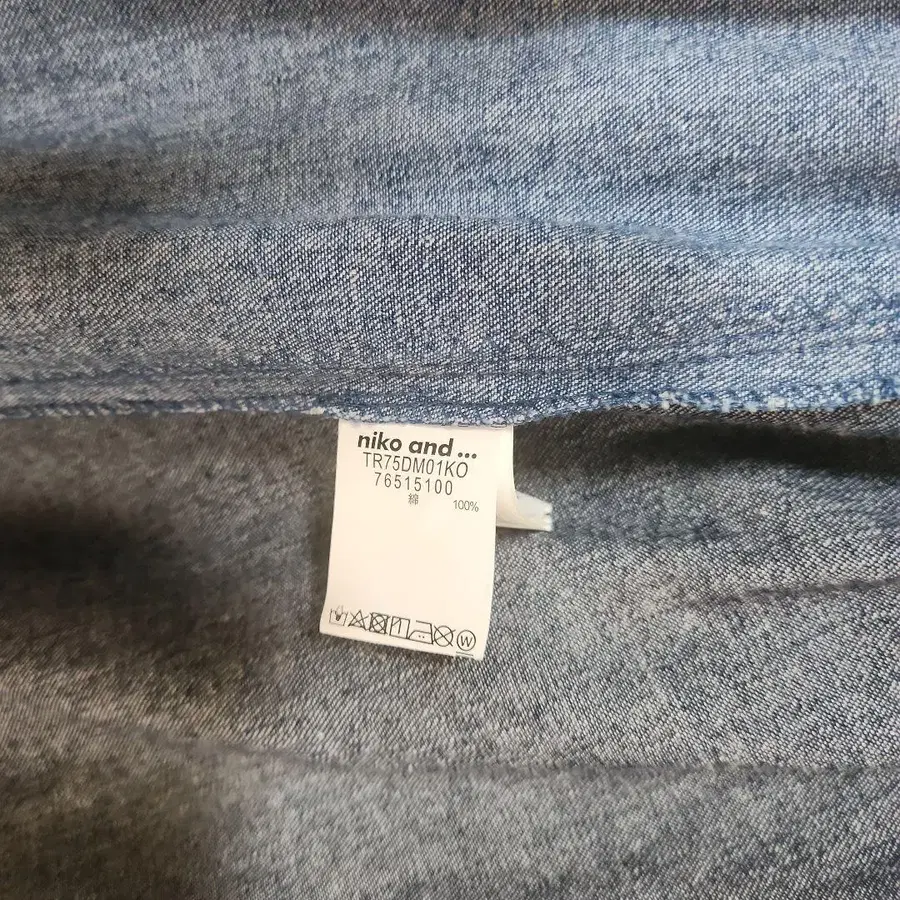 niko and ...
TR75DM01KO
76515100
綿 100%
W